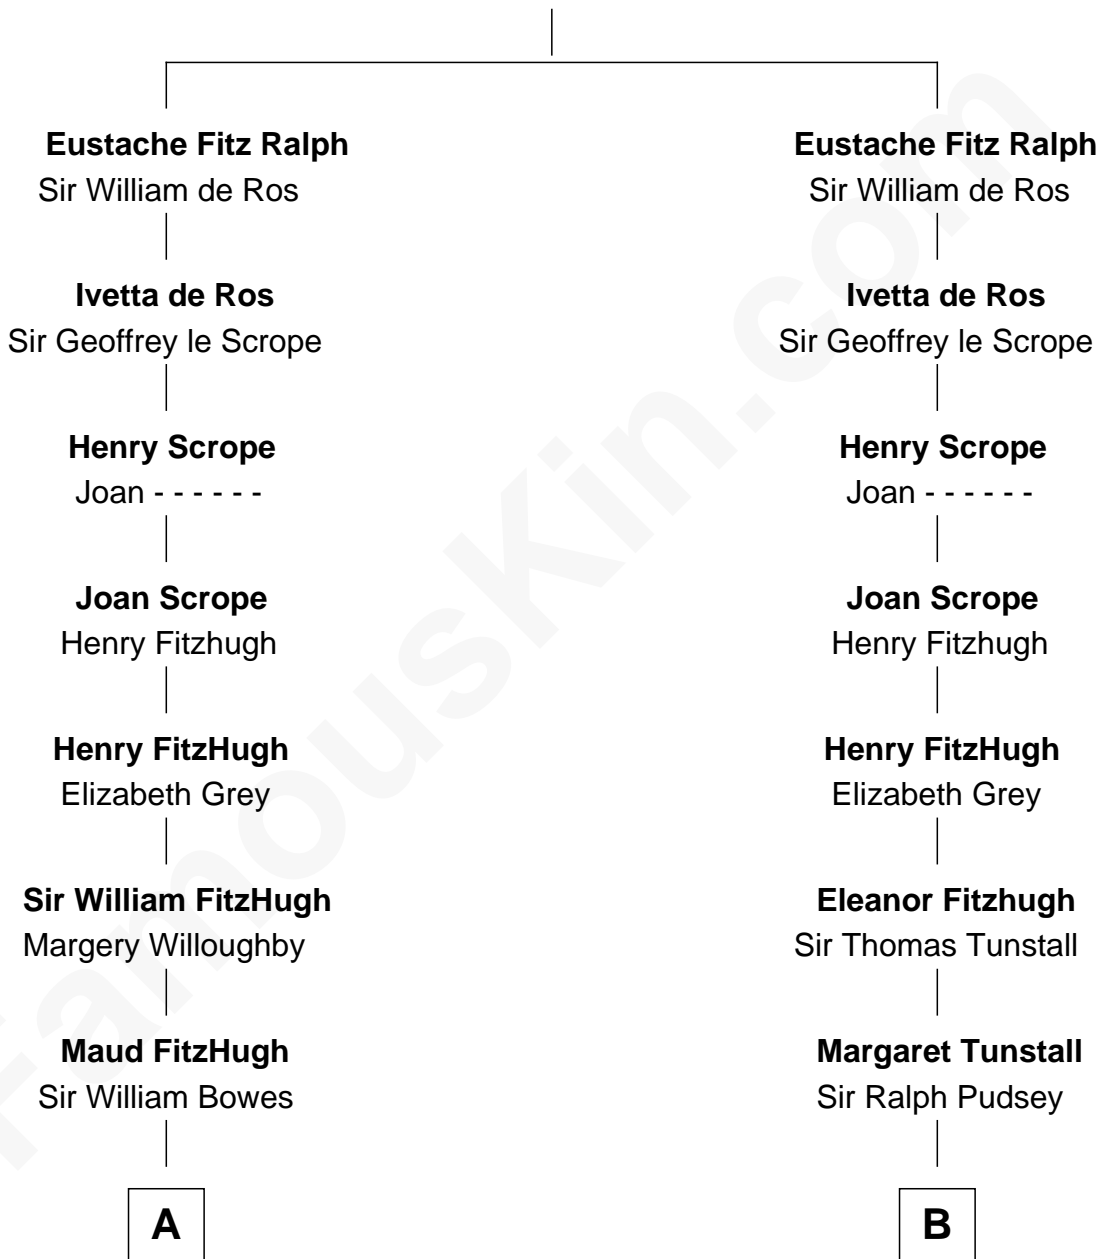 Eustache Fitz Ralph
Sir William de Ros
Ivetta de Ros
Sir Geoffrey le Scrope
Henry Scrope
Joan - - - - - -
Joan Scrope
Henry Fitzhugh
Henry FitzHugh
Elizabeth Grey
Sir William FitzHugh
Margery Willoughby
Maud FitzHugh
Sir William Bowes
A
Eustache Fitz Ralph
Sir William de Ros
Ivetta de Ros
Sir Geoffrey le Scrope
Henry Scrope
Joan - - - - - -
Joan Scrope
Henry Fitzhugh
Henry FitzHugh
Elizabeth Grey
Eleanor Fitzhugh
Sir Thomas Tunstall
Margaret Tunstall
Sir Ralph Pudsey
B
FamousKin.com